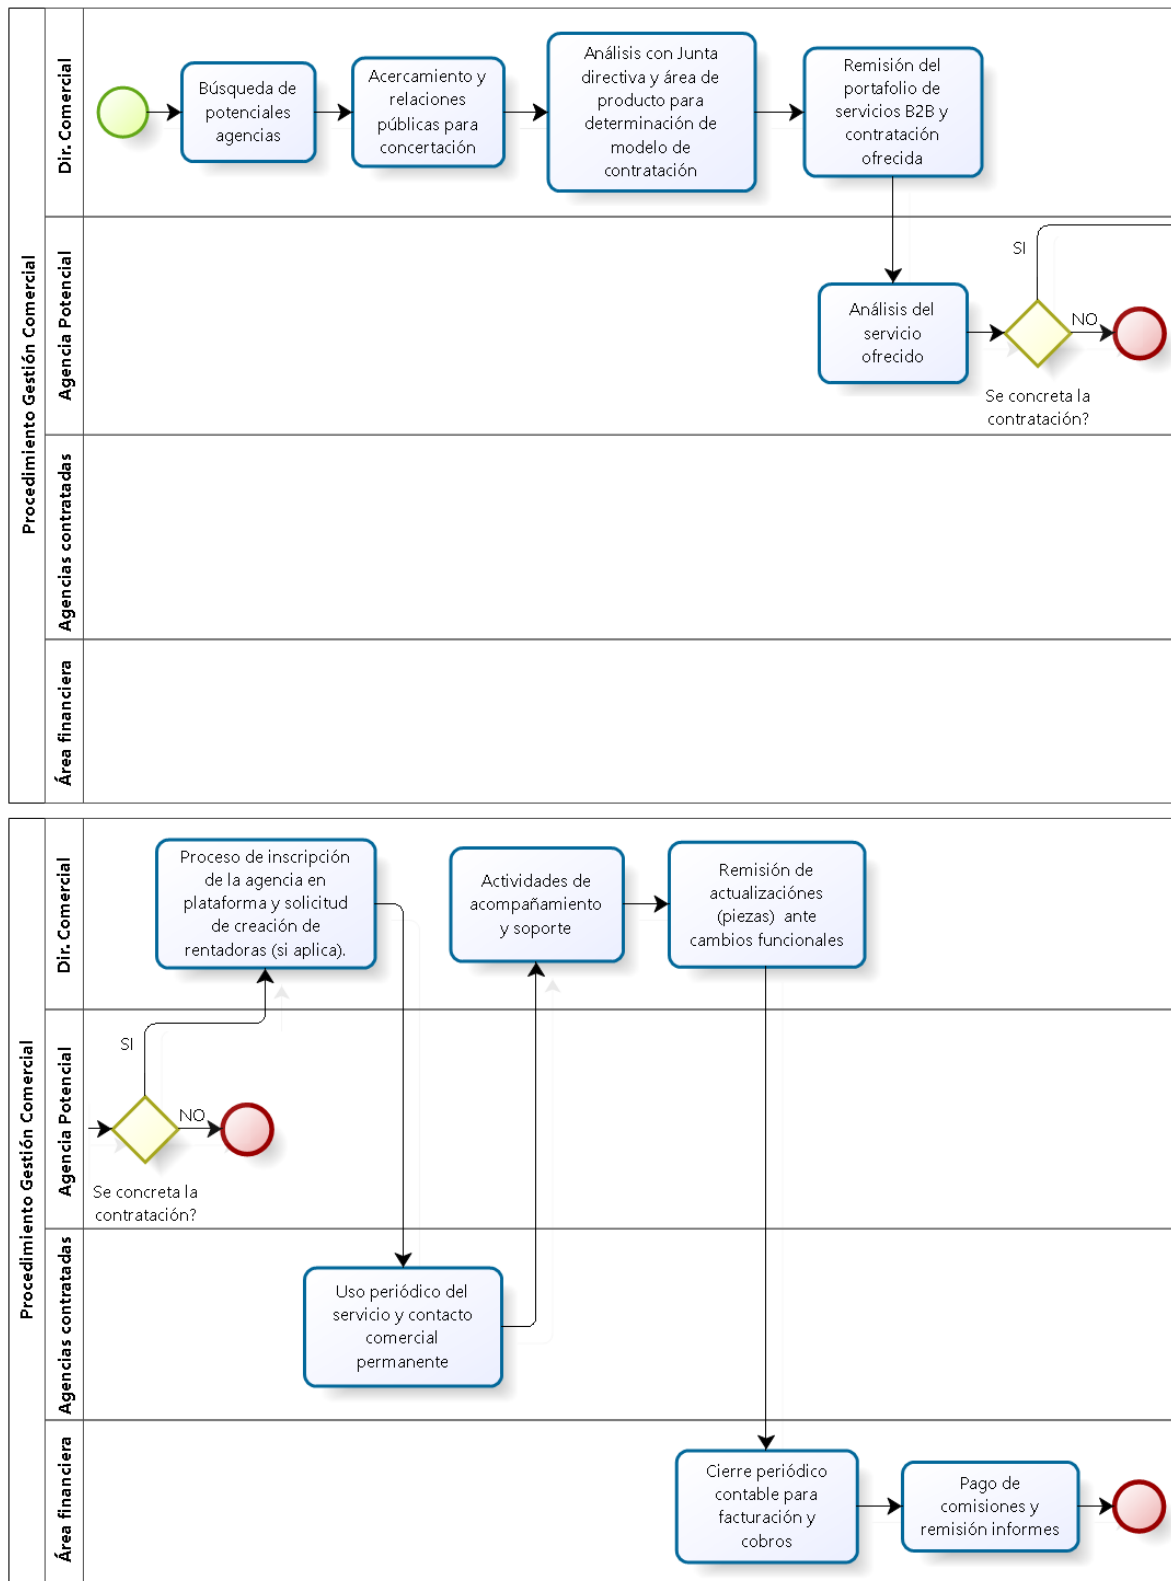 Procedimiento Gestión Comercial
Dir. Comercial
Búsqueda de
potenciales
agencias
Acercamiento y
relaciones
públicas para
concertación
Análisis con Junta
directiva y área de
producto para
determinación de
modelo de
contratación
Remisión del
portafolio de
servicios B2B y
contratación
ofrecida
Agencia Potencial
Análisis del
servicio
ofrecido
SI
NO
Se concreta la
contratación?
Agencias contratadas
Área financiera
Procedimiento Gestión Comercial
Dir. Comercial
Proceso de inscripción
de la agencia en
plataforma y solicitud
de creación de
rentadoras (si aplica).
Actividades de
acompañamiento
y soporte
Remisión de
actualizaciónes
(piezas) ante
cambios funcionales
Agencia Potencial
SI
NO
Se concreta la
contratación?
Agencias contratadas
Uso periódico del
servicio y contacto
comercial
permanente
Área financiera
Cierre periódico
contable para
facturación y
cobros
Pago de
comisiones y
remisión informes